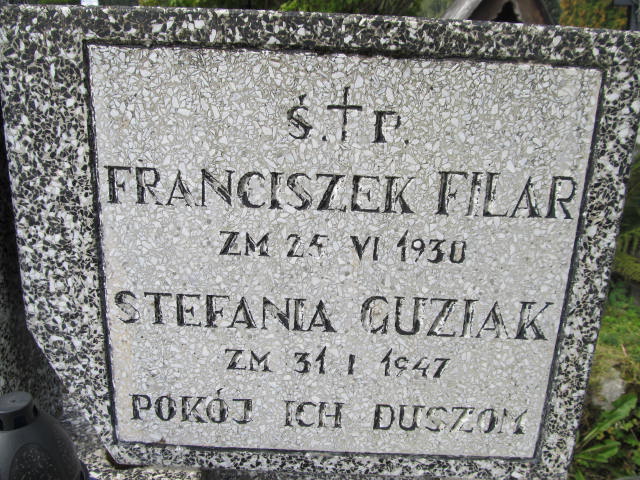 Ś.†P.
FRANCISZEK FILAR
ZM 25 VI 1930
STEFANIA GUZIAK
ZM 31 I 1947
POKÓJ ICH DUSZOM